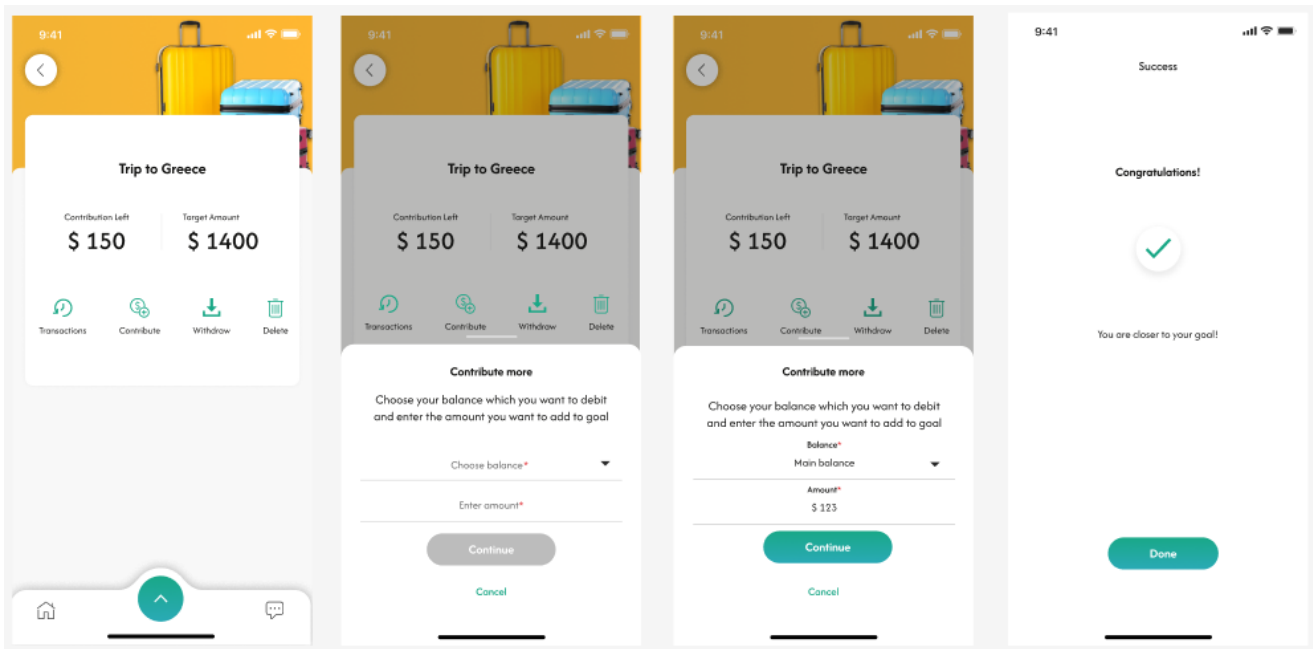 9:41
Trip to Greece
Contribution Left Target Amount
$ 150 $ 1400
Transactions Contribute Withdraw Delete
9:41
Trip to Greece
Contribution Left Target Amount
$ 150 $ 1400
Transactions Contribute Withdraw Delete
Contribute more
Choose your balance which you want to debit
and enter the amount you want to add to goal
Choose balance*
Enter amount*
Continue
Cancel
9:41
Trip to Greece
Contribution Left Target Amount
$ 150 $ 1400
Transactions Contribute Withdraw Delete
Contribute more
Choose your balance which you want to debit
and enter the amount you want to add to goal
Balance*
Main balance
Amount*
$ 123
Continue
Cancel
9:41
Success
Congratulations!
You are closer to your goal!
Done